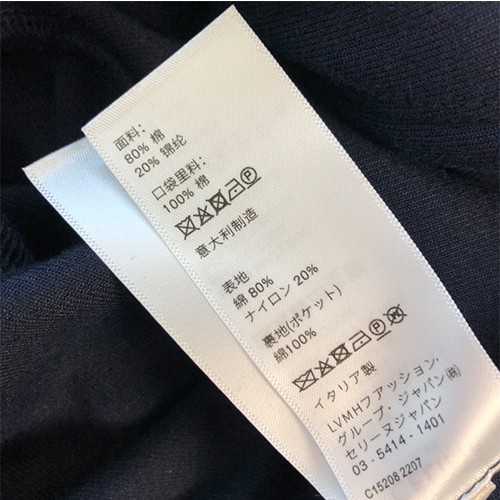 面料:
80% 棉
20% 锦纶
口袋里料:
100% 棉
意大利制造
表地
綿 80%
ナイロン 20%
裏地(ポケット)
綿100%
イタリア製
LVMHファッション・
グループ・ジャパン㈱
セリーヌジャパン
03 - 5414 - 1401
C15208 2207